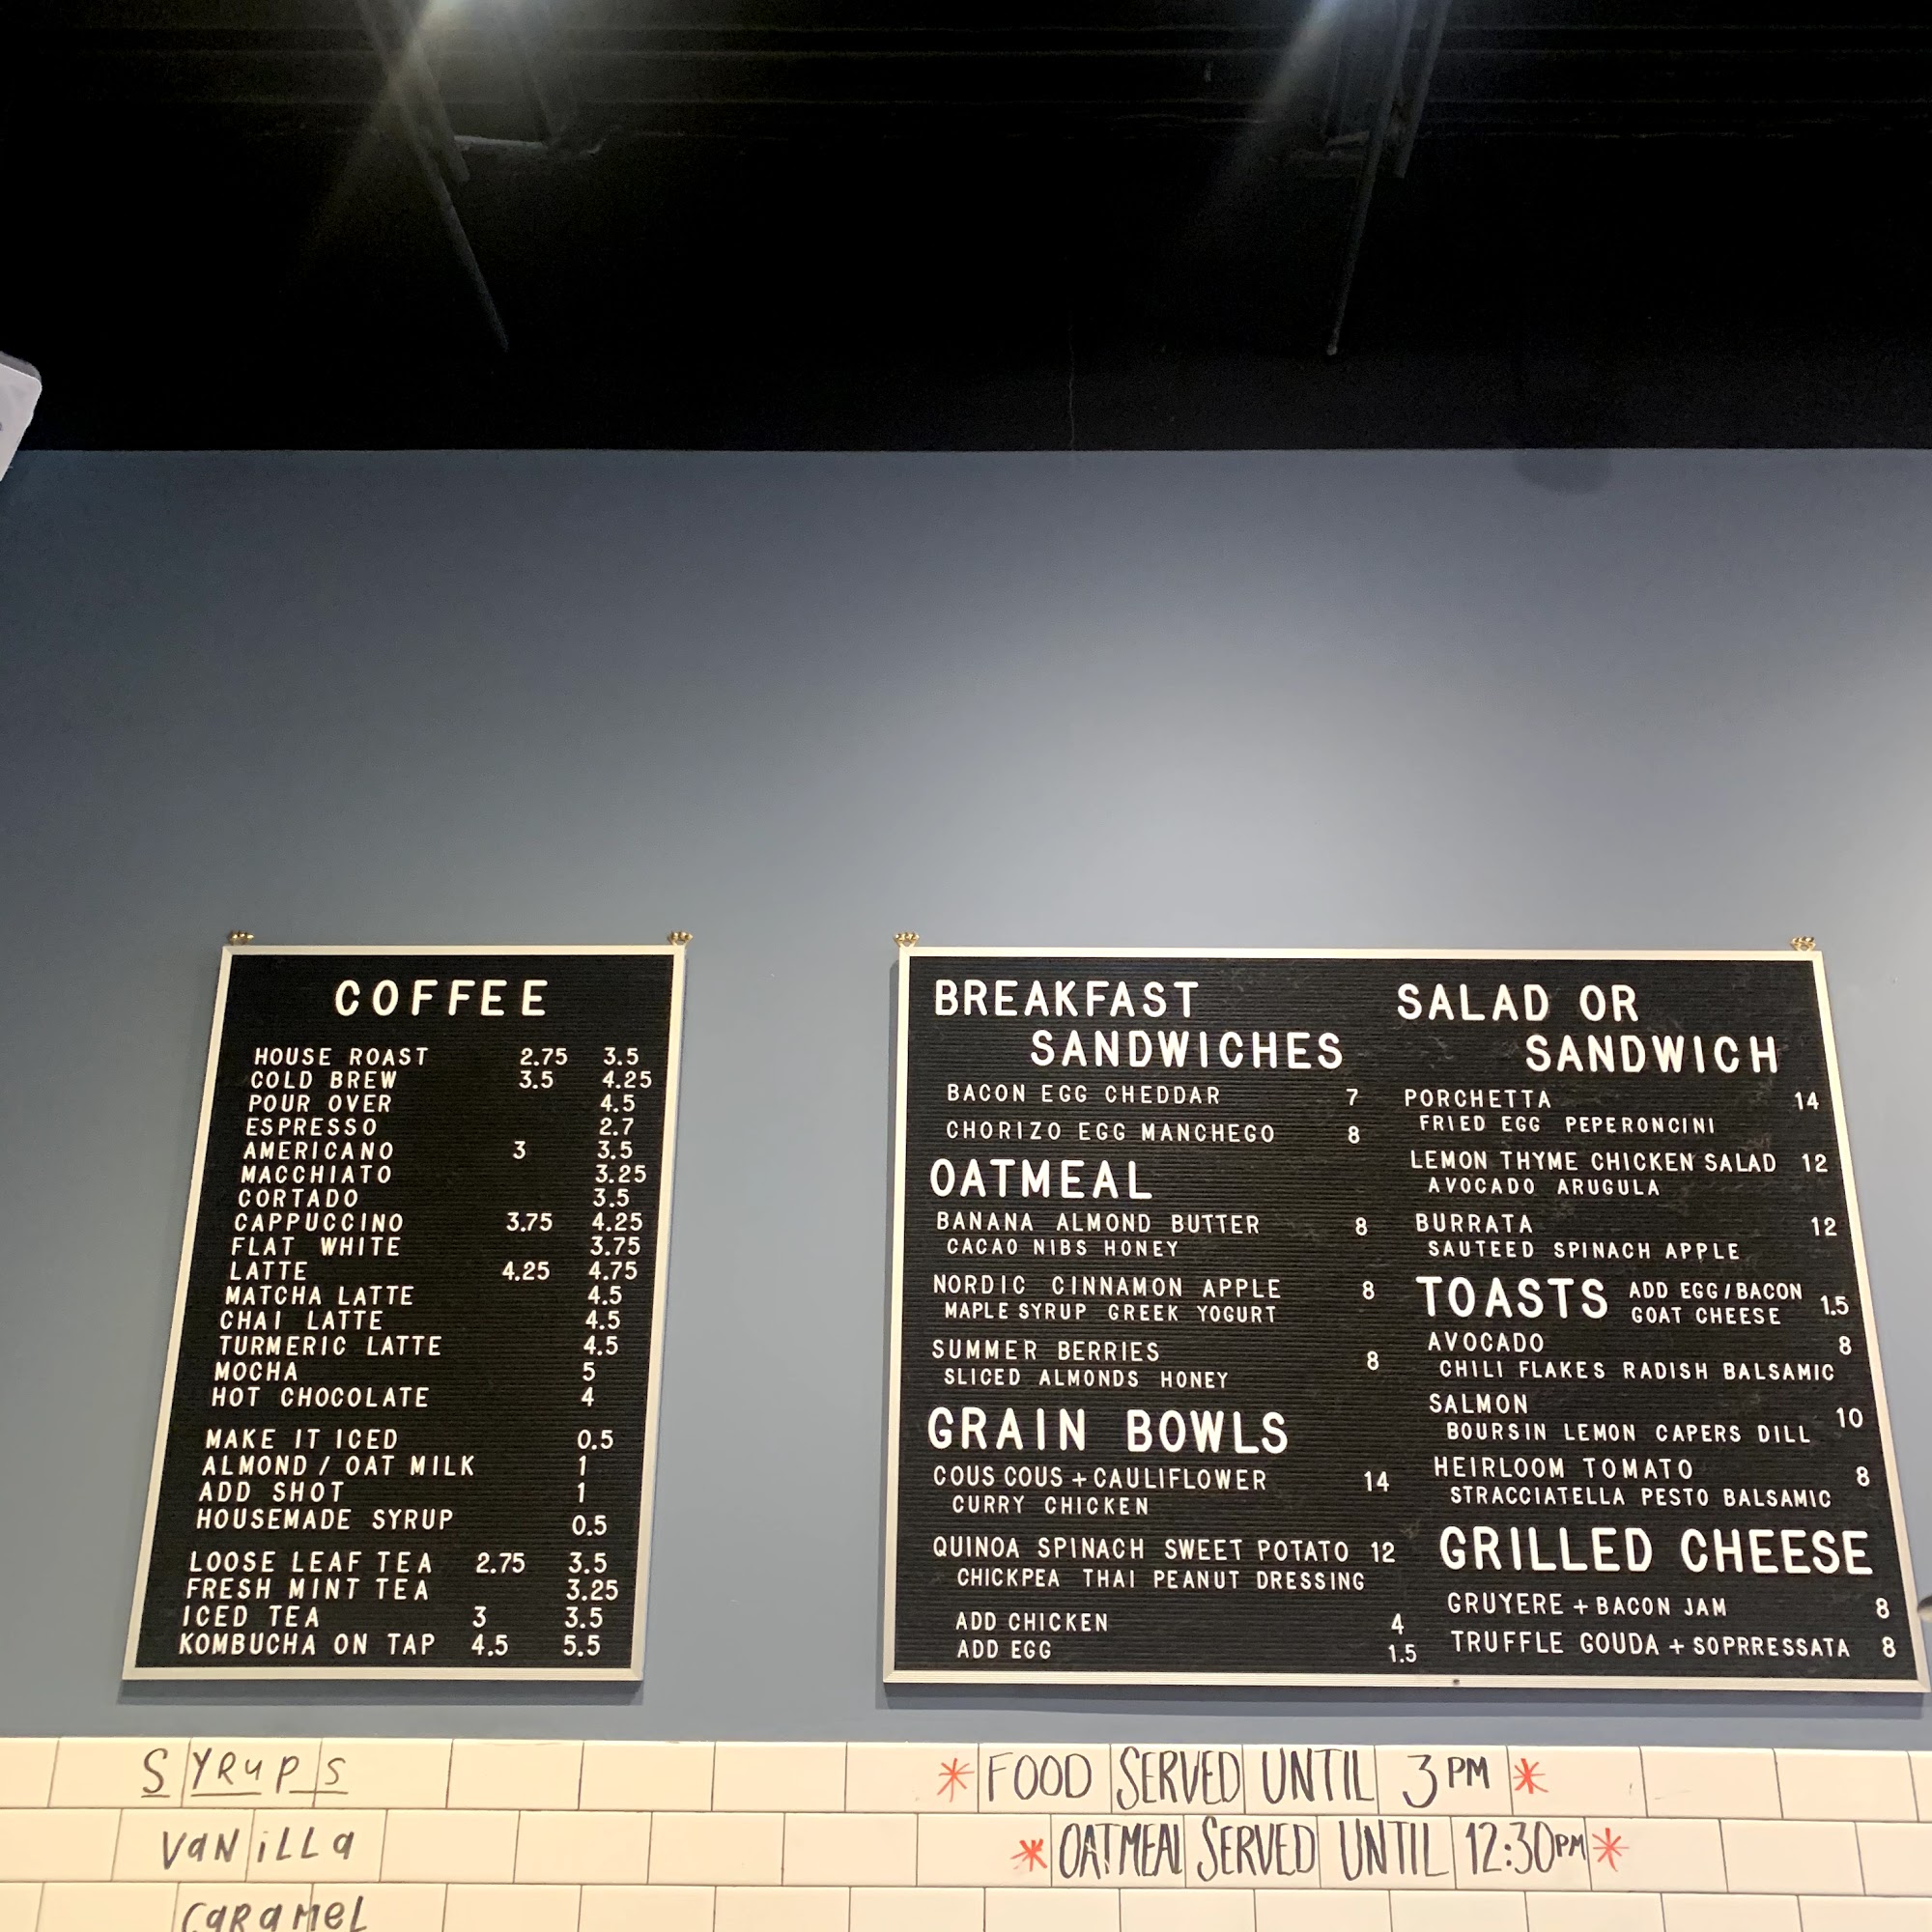 COFFEE
HOUSE ROAST 2.75 3.5
COLD BREW 3.5 4.25
POUR OVER 4.5
ESPRESSO 2.7
AMERICANO 3 3.5
MACCHIATO 3.25
CORTADO 3.5
CAPPUCCINO 3.75 4.25
FLAT WHITE 3.75
LATTE 4.25 4.75
MATCHA LATTE 4.5
CHAI LATTE 4.5
TURMERIC LATTE 4.5
MOCHA 5
HOT CHOCOLATE 4
MAKE IT ICED 0.5
ALMOND / OAT MILK 1
ADD SHOT 1
HOUSEMADE SYRUP 0.5
LOOSE LEAF TEA 2.75 3.5
FRESH MINT TEA 3.25
ICED TEA 3 3.5
KOMBUCHA ON TAP 4.5 5.5
BREAKFAST
SANDWICHES
BACON EGG CHEDDAR 7
CHORIZO EGG MANCHEGO 8
OATMEAL
BANANA ALMOND BUTTER 8
CACAO NIBS HONEY
NORDIC CINNAMON APPLE 8
MAPLE SYRUP GREEK YOGURT
SUMMER BERRIES 8
SLICED ALMONDS HONEY
GRAIN BOWLS
COUS COUS + CAULIFLOWER 14
CURRY CHICKEN
QUINOA SPINACH SWEET POTATO 12
CHICKPEA THAI PEANUT DRESSING
ADD CHICKEN 4
ADD EGG 1.5
SALAD OR
SANDWICH
PORCHETTA 14
FRIED EGG PEPERONCINI
LEMON THYME CHICKEN SALAD 12
AVOCADO ARUGULA
BURRATA 12
SAUTEED SPINACH APPLE
TOASTS ADD EGG / BACON
GOAT CHEESE 1.5
AVOCADO 8
CHILI FLAKES RADISH BALSAMIC
SALMON 10
BOURSIN LEMON CAPERS DILL
HEIRLOOM TOMATO 8
STRACCIATELLA PESTO BALSAMIC
GRILLED CHEESE
GRUYERE + BACON JAM 8
TRUFFLE GOUDA + SOPRRESSATA 8
SYRUPS
VANILLA
CARAMEL
* FOOD SERVED UNTIL 3PM *
* OATMEAL SERVED UNTIL 12:30PM *